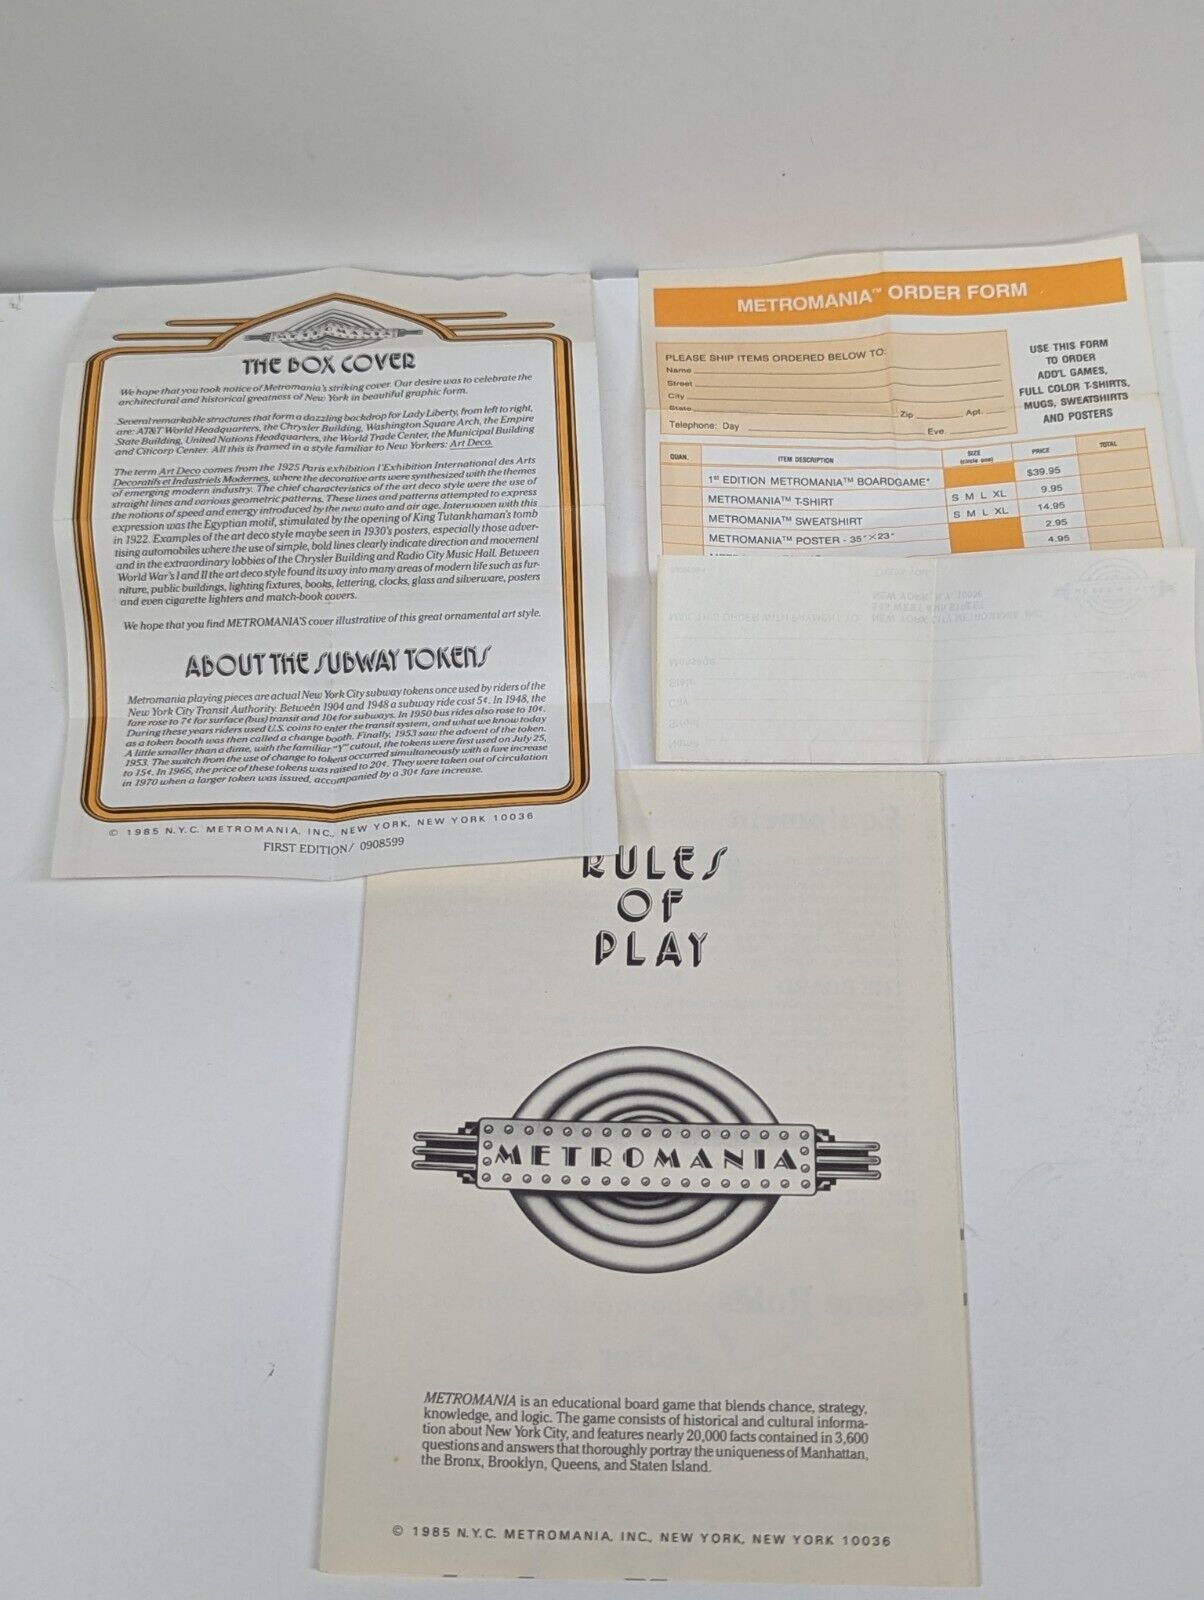 METROMANIA
THE BOX COVER
We hope that you took notice of Metromania's striking cover. Our desire was to celebrate the
architectural and historical greatness of New York in beautiful graphic form.
Several remarkable structures that form a dazzling backdrop for Lady Liberty, from left to right,
are: AT&T World Headquarters, the Chrysler Building, Washington Square Arch, the Empire
State Building, United Nations Headquarters, the World Trade Center, the Municipal Building
and Citicorp Center. All this is framed in a style familiar to New Yorkers: Art Deco.
The term Art Deco comes from the 1925 Paris exhibition l'Exhibition International des Arts
Decoratifs et Industriels Modernes, where the decorative arts were synthesized with the themes
of emerging modern industry. The chief characteristics of the art deco style were the use of
straight lines and various geometric patterns. These lines and patterns attempted to express
the notions of speed and energy introduced by the new auto and air age. Interwoven with this
expression was the Egyptian motif, stimulated by the opening of King Tutankhaman's tomb
in 1922. Examples of the art deco style maybe seen in 1930's posters, especially those adver-
tising automobiles where the use of simple, bold lines clearly indicate direction and movement
and in the extraordinary lobbies of the Chrysler Building and Radio City Music Hall. Between
World War's I and II the art deco style found its way into many areas of modern life such as fur-
niture, public buildings, lighting fixtures, books, lettering, clocks, glass and silverware, posters
and even cigarette lighters and match-book covers.
We hope that you find METROMANIA'S cover illustrative of this great ornamental art style.
ABOUT THE SUBWAY TOKENS
Metromania playing pieces are actual New York City subway tokens once used by riders of the
New York City Transit Authority. Between 1904 and 1948 a subway ride cost 5¢. In 1948, the
fare rose to 7¢ for surface (bus) transit and 10¢ for subways. In 1950 bus rides also rose to 10¢.
During these years riders used U.S. coins to enter the transit system, and what we know today
as a token booth was then called a change booth. Finally, 1953 saw the advent of the token.
A little smaller than a dime, with the familiar "Y" cutout, the tokens were first used on July 25,
1953. The switch from the use of change to tokens occurred simultaneously with a fare increase
to 15¢. In 1966, the price of these tokens was raised to 20¢. They were taken out of circulation
in 1970 when a larger token was issued, accompanied by a 30¢ fare increase.
© 1985 N.Y.C. METROMANIA, INC., NEW YORK, NEW YORK 10036
FIRST EDITION/ 0908599
METROMANIA™ ORDER FORM
PLEASE SHIP ITEMS ORDERED BELOW TO:
Name
Street
City
State Zip Apt.
Telephone: Day Eve.
USE THIS FORM
TO ORDER
ADD'L GAMES,
FULL COLOR T-SHIRTS,
MUGS, SWEATSHIRTS
AND POSTERS
QUAN. ITEM DESCRIPTION SIZE (circle one) PRICE TOTAL
1st EDITION METROMANIA™ BOARDGAME* $39.95
METROMANIA™ T-SHIRT S M L XL 9.95
METROMANIA™ SWEATSHIRT S M L XL 14.95
METROMANIA™ POSTER - 35"×23" 2.95
4.95
RULES
OF
PLAY
METROMANIA
METROMANIA is an educational board game that blends chance, strategy,
knowledge, and logic. The game consists of historical and cultural informa-
tion about New York City, and features nearly 20,000 facts contained in 3,600
questions and answers that thoroughly portray the uniqueness of Manhattan,
the Bronx, Brooklyn, Queens, and Staten Island.
© 1985 N.Y.C. METROMANIA, INC., NEW YORK, NEW YORK 10036